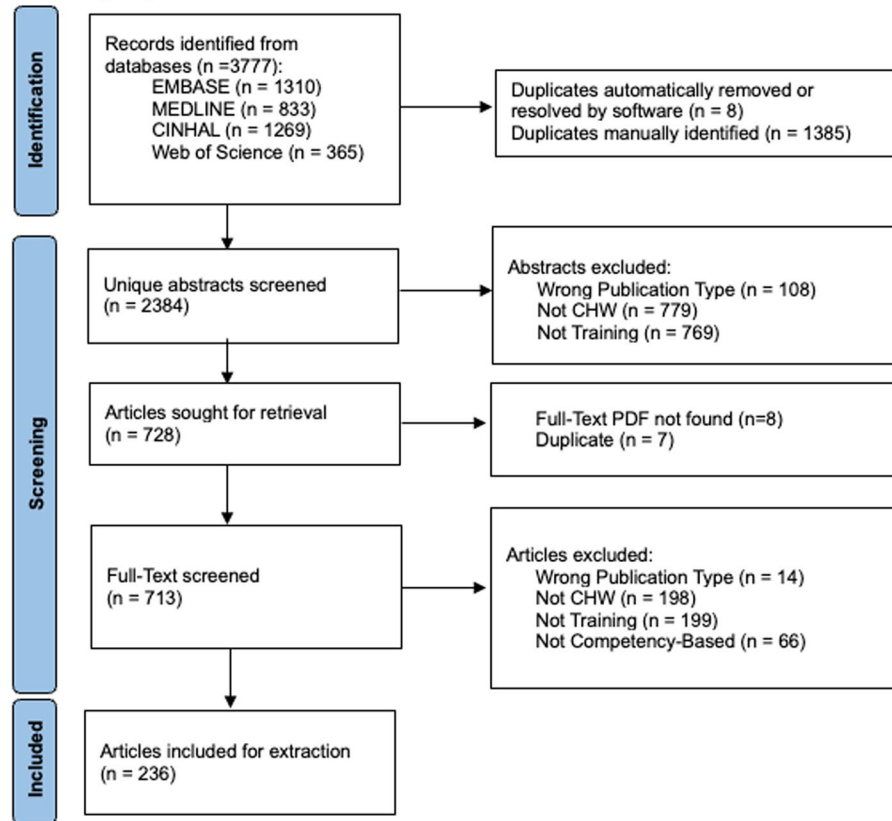 Identification
Records identified from
databases (n =3777):
EMBASE (n = 1310)
MEDLINE (n = 833)
CINHAL (n = 1269)
Web of Science (n = 365)
Duplicates automatically removed or
resolved by software (n = 8)
Duplicates manually identified (n = 1385)
Screening
Unique abstracts screened
(n = 2384)
Abstracts excluded:
Wrong Publication Type (n = 108)
Not CHW (n = 779)
Not Training (n = 769)
Articles sought for retrieval
(n = 728)
Full-Text PDF not found (n=8)
Duplicate (n = 7)
Full-Text screened
(n = 713)
Articles excluded:
Wrong Publication Type (n = 14)
Not CHW (n = 198)
Not Training (n = 199)
Not Competency-Based (n = 66)
Included
Articles included for extraction
(n = 236)